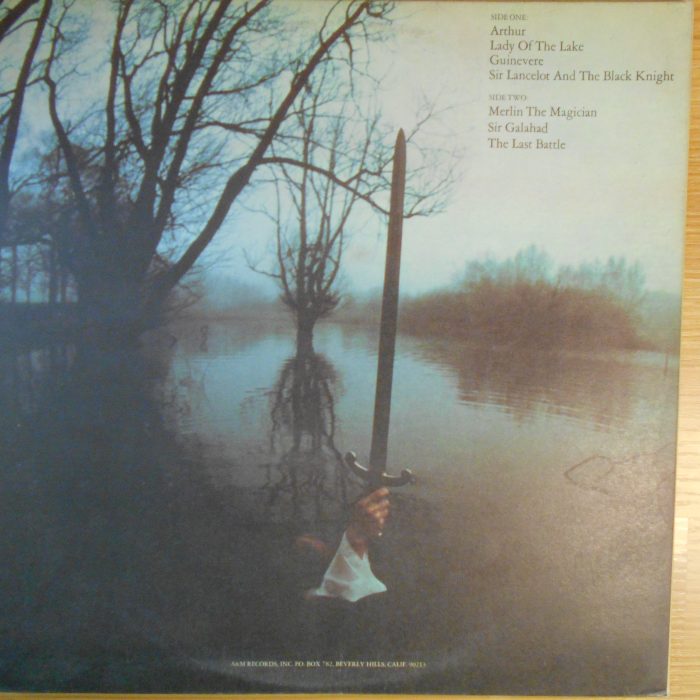 SIDE ONE:
Arthur
Lady Of The Lake
Guinevere
Sir Lancelot And The Black Knight
SIDE TWO:
Merlin The Magician
Sir Galahad
The Last Battle
A&M RECORDS, INC. P.O. BOX 782, BEVERLY HILLS, CALIF. 90213